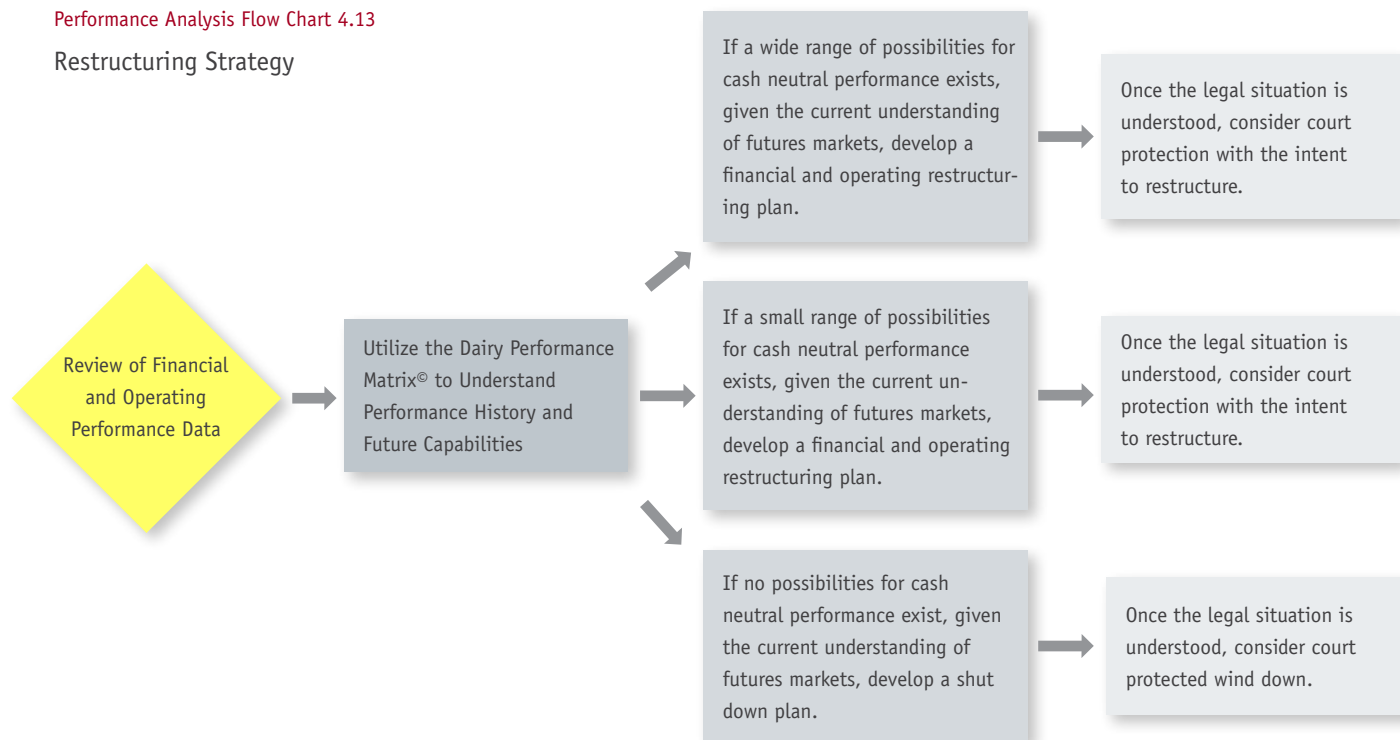 Performance Analysis Flow Chart 4.13
Restructuring Strategy
Review of Financial
and Operating
Performance Data
Utilize the Dairy Performance
Matrix© to Understand
Performance History and
Future Capabilities
If a wide range of possibilities for
cash neutral performance exists,
given the current understanding
of futures markets, develop a
financial and operating restructur-
ing plan.
Once the legal situation is
understood, consider court
protection with the intent
to restructure.
If a small range of possibilities
for cash neutral performance
exists, given the current un-
derstanding of futures markets,
develop a financial and operating
restructuring plan.
Once the legal situation is
understood, consider court
protection with the intent
to restructure.
If no possibilities for cash
neutral performance exist, given
the current understanding of
futures markets, develop a shut
down plan.
Once the legal situation is
understood, consider court
protected wind down.